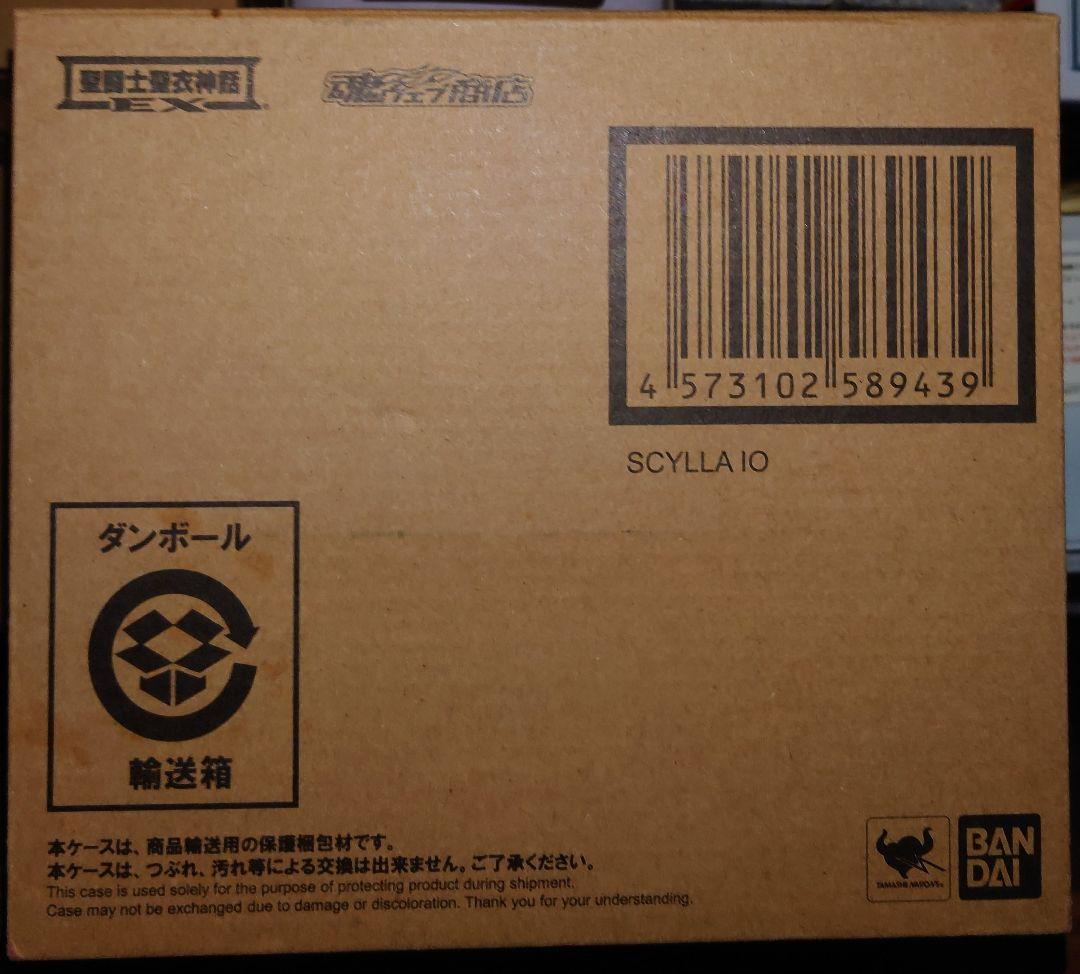 聖闘士聖衣神話
EX
魂ウェブ商店
4 573102 589439
SCYLLA IO
ダンボール
輸送箱
本ケースは、商品輸送用の保護梱包材です。
本ケースは、つぶれ、汚れ等による交換は出来ません。ご了承ください。
This case is used solely for the purpose of protecting product during shipment.
Case may not be exchanged due to damage or discoloration. Thank you for your understanding.
TAMASHII NATIONS
BAN
DAI